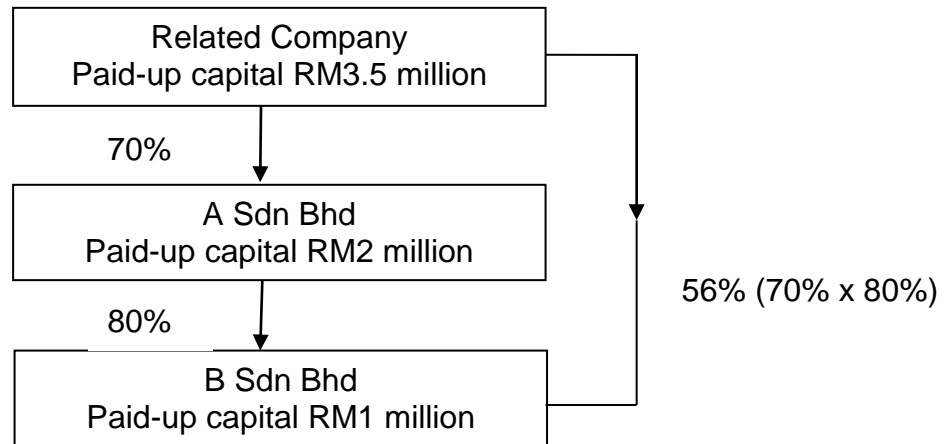 Related Company
Paid-up capital RM3.5 million
70%
A Sdn Bhd
Paid-up capital RM2 million
56% (70% x 80%)
80%
B Sdn Bhd
Paid-up capital RM1 million